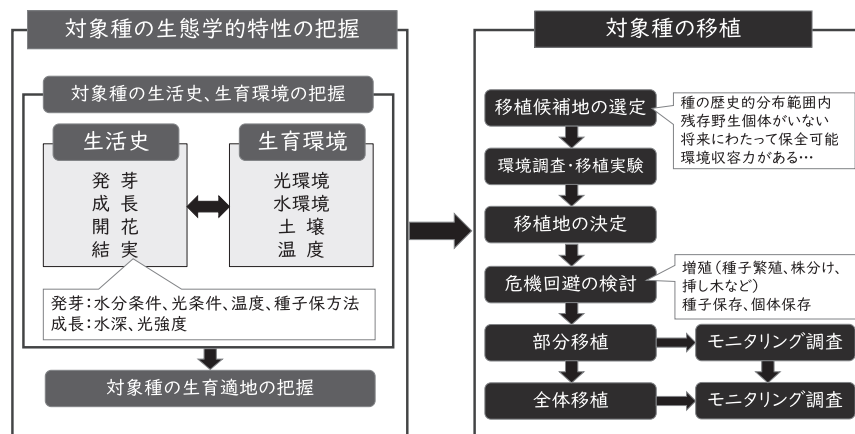 対象種の生態学的特性の把握
対象種の生活史、生育環境の把握
生活史
発芽
成長
開花
結実
生育環境
光環境
水環境
土壌
温度
発芽：水分条件、光条件、温度、種子保方法
成長：水深、光強度
対象種の生育適地の把握
対象種の移植
移植候補地の選定
種の歴史的分布範囲内
残存野生個体がいない
将来にわたって保全可能
環境収容力がある…
環境調査・移植実験
移植地の決定
危機回避の検討
増殖（種子繁殖、株分け、
挿し木など）
種子保存、個体保存
部分移植
モニタリング調査
全体移植
モニタリング調査